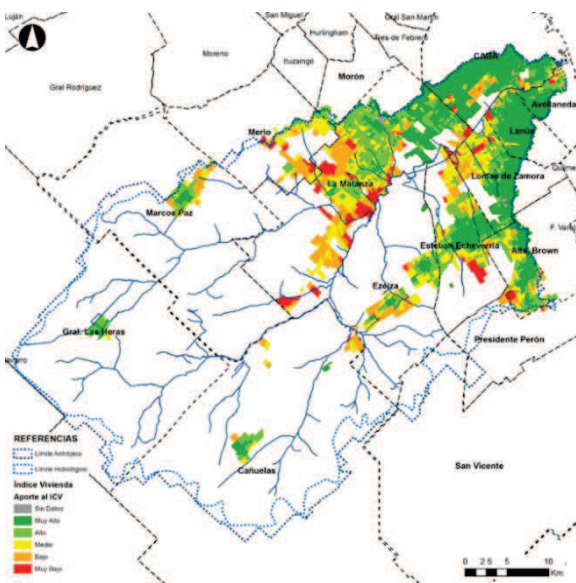 Luján
San Miguel
Gral San Martín
Hurlingham
Tres de Febrero
Moreno
Ituzaingó
CABA
Gral Rodríguez
Morón
Avellaneda
Merlo
Lanús
La Matanza
Lomas de Zamora
Marcos Paz
Esteban Echeverría
Alte. Brown
Ezeiza
Gral. Las Heras
Presidente Perón
San Vicente
Cañuelas
REFERENCIAS
Límite Antrópico
Límite Hidrológico
Índice Vivienda
Aporte al ICV
Sin Datos
Muy Alto
Alto
Medio
Bajo
Muy Bajo
0 2.5 5 10
Km